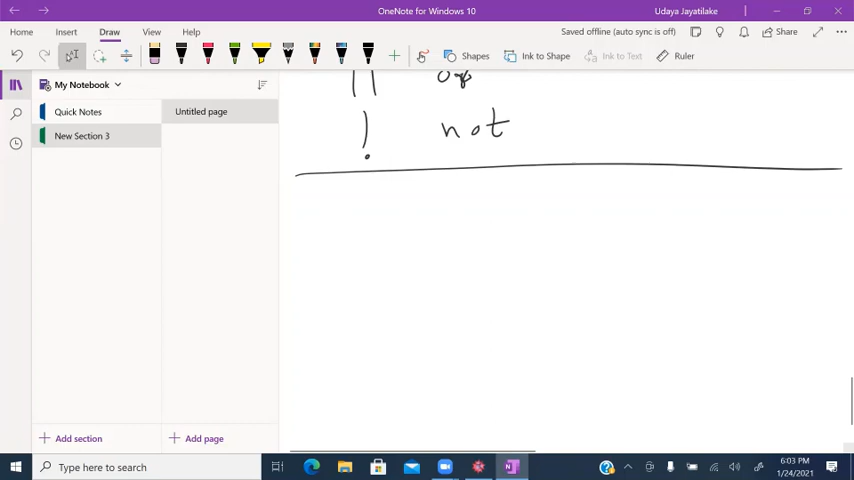 OneNote for Windows 10
Udaya Jayatilake
Home Insert Draw View Help
Saved offline (auto sync is off)
Share
Shapes
Ink to Shape
Ink to Text
Ruler
My Notebook
Quick Notes
New Section 3
Untitled page
|| or
! not
+ Add section
+ Add page
Type here to search
6:03 PM
1/24/2021